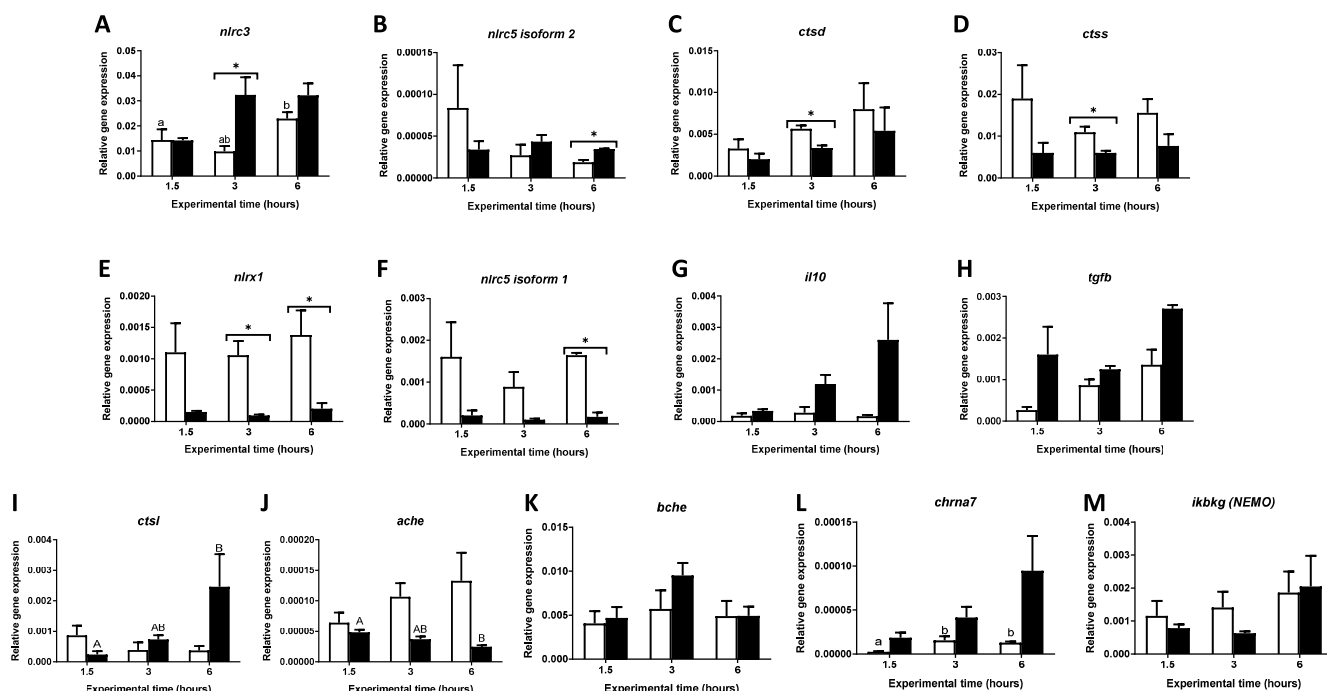 A
nlrc3
Relative gene expression
0.05
0.04
0.03
0.02
0.01
0.00
a
ab
*
b
1.5 3 6
Experimental time (hours)
B
nlrc5 isoform 2
Relative gene expression
0.00015
0.00010
0.00005
0.00000
*
1.5 3 6
Experimental time (hours)
C
ctsd
Relative gene expression
0.015
0.010
0.005
0.000
*
1.5 3 6
Experimental time (hours)
D
ctss
Relative gene expression
0.03
0.02
0.01
0.00
*
1.5 3 6
Experimental time (hours)
E
nlrx1
Relative gene expression
0.0020
0.0015
0.0010
0.0005
0.0000
*
*
1.5 3 6
Experimental time (hours)
F
nlrc5 isoform 1
Relative gene expression
0.003
0.002
0.001
0.000
*
1.5 3 6
Experimental time (hours)
G
il10
Relative gene expression
0.004
0.003
0.002
0.001
0.000
1.5 3 6
Experimental time (hours)
H
tgfb
Relative gene expression
0.003
0.002
0.001
0.000
1.5 3 6
Experimental time (hours)
I
ctsl
Relative gene expression
0.004
0.003
0.002
0.001
0.000
A
AB
B
1.5 3 6
Experimental time (hours)
J
ache
Relative gene expression
0.00020
0.00015
0.00010
0.00005
0.00000
A
AB
B
1.5 3 6
Experimental time (hours)
K
bche
Relative gene expression
0.015
0.010
0.005
0.000
1.5 3 6
Experimental time (hours)
L
chrna7
Relative gene expression
0.00015
0.00010
0.00005
0.00000
a
b
b
1.5 3 6
Experimental time (hours)
M
ikbkg (NEMO)
Relative gene expression
0.004
0.003
0.002
0.001
0.000
1.5 3 6
Experimental time (hours)